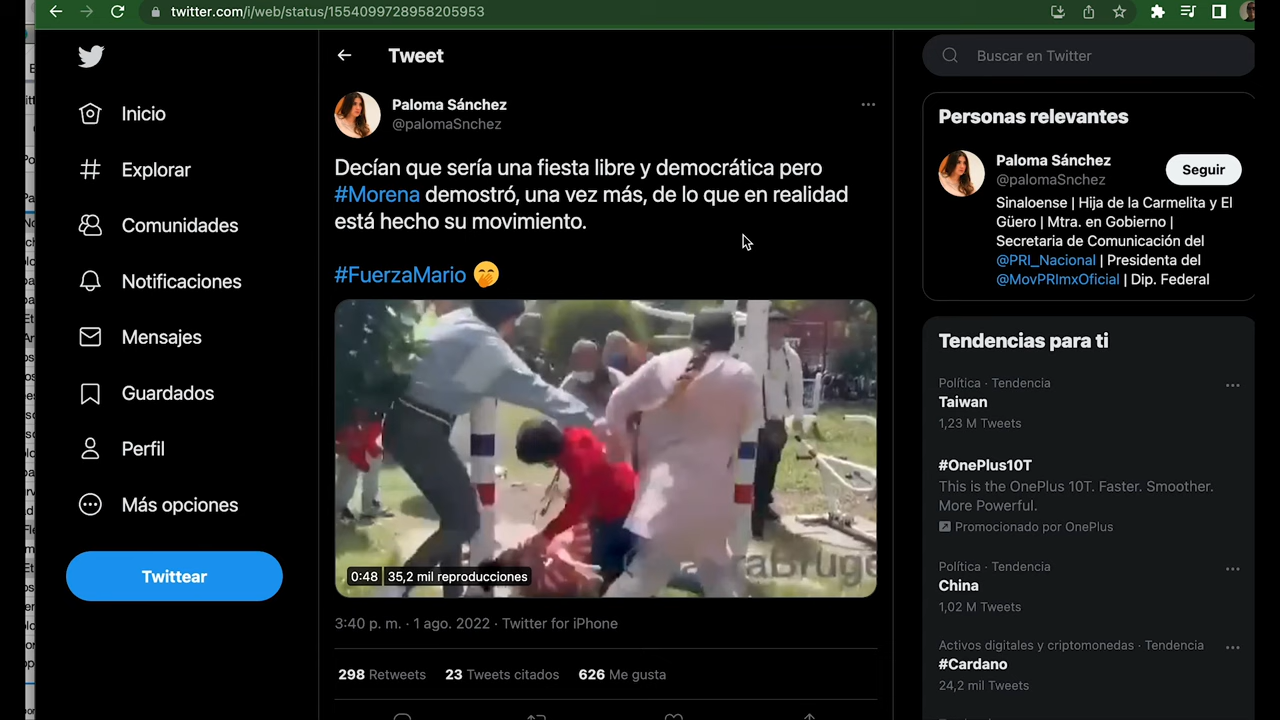 twitter.com/i/web/status/1554099728958205953
Inicio
Explorar
Comunidades
Notificaciones
Mensajes
Guardados
Perfil
Más opciones
Twittear
Tweet
Paloma Sánchez
@palomaSnchez
Decían que sería una fiesta libre y democrática pero
#Morena demostró, una vez más, de lo que en realidad
está hecho su movimiento.
#FuerzaMario 🤭
0:48 35,2 mil reproducciones
3:40 p. m. · 1 ago. 2022 · Twitter for iPhone
298 Retweets 23 Tweets citados 626 Me gusta
Buscar en Twitter
Personas relevantes
Paloma Sánchez
@palomaSnchez
Seguir
Sinaloense | Hija de la Carmelita y El
Güero | Mtra. en Gobierno |
Secretaria de Comunicación del
@PRI_Nacional | Presidenta del
@MovPRImxOficial | Dip. Federal
Tendencias para ti
Política · Tendencia
Taiwan
1,23 M Tweets
#OnePlus10T
This is the OnePlus 10T. Faster. Smoother.
More Powerful.
Promocionado por OnePlus
Política · Tendencia
China
1,02 M Tweets
Activos digitales y criptomonedas · Tendencia
#Cardano
24,2 mil Tweets